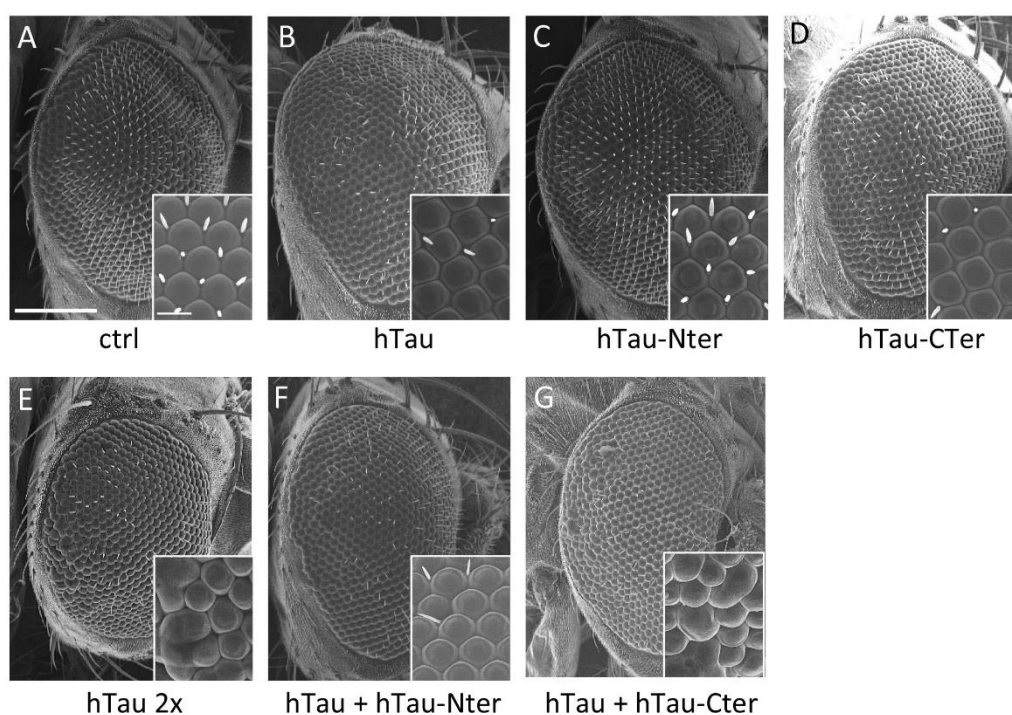 A
B
C
D
ctrl
hTau
hTau-Nter
hTau-CTer
E
F
G
hTau 2x
hTau + hTau-Nter
hTau + hTau-Cter